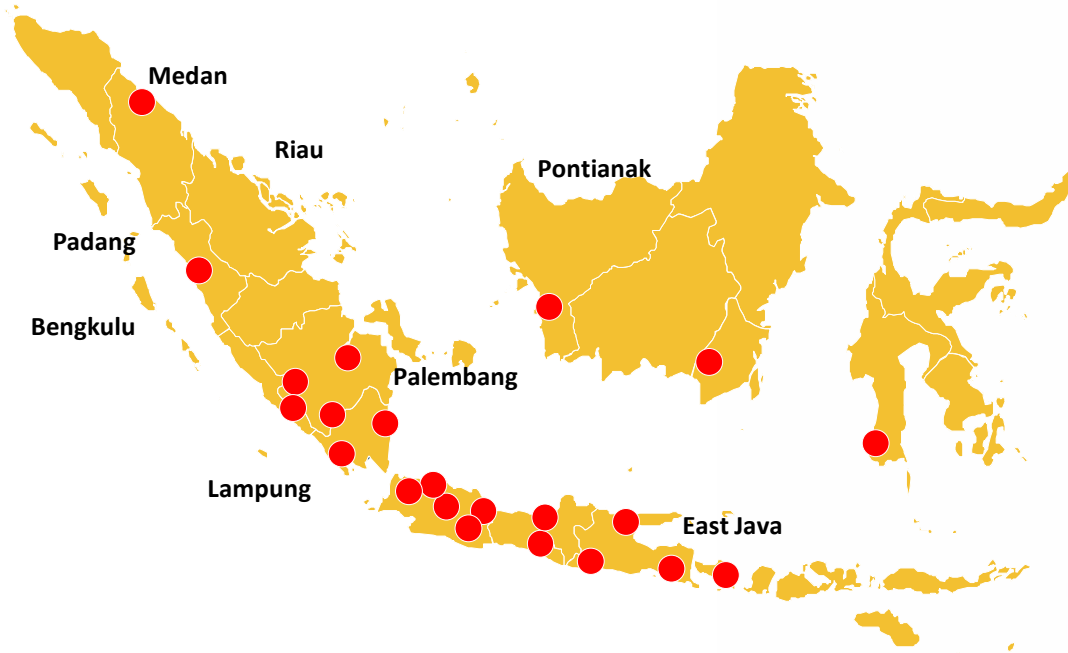 Medan
Riau
Pontianak
Padang
Bengkulu
Palembang
Lampung
East Java